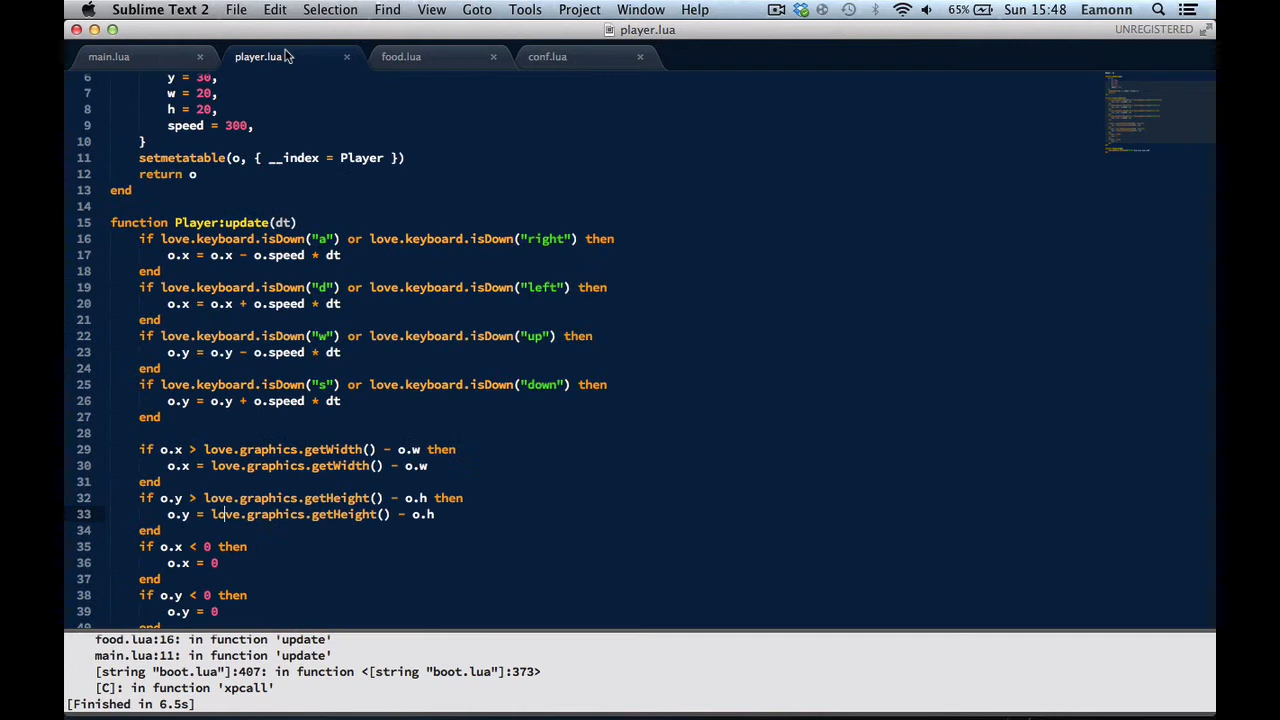 Sublime Text 2 File Edit Selection Find View Goto Tools Project Window Help 65% Sun 15:48 Eamonn
player.lua UNREGISTERED
main.lua × player.lua × food.lua × conf.lua ×
6 y = 30,
7 w = 20,
8 h = 20,
9 speed = 300,
10 }
11 setmetatable(o, { __index = Player })
12 return o
13 end
14
15 function Player:update(dt)
16 if love.keyboard.isDown("a") or love.keyboard.isDown("right") then
17 o.x = o.x - o.speed * dt
18 end
19 if love.keyboard.isDown("d") or love.keyboard.isDown("left") then
20 o.x = o.x + o.speed * dt
21 end
22 if love.keyboard.isDown("w") or love.keyboard.isDown("up") then
23 o.y = o.y - o.speed * dt
24 end
25 if love.keyboard.isDown("s") or love.keyboard.isDown("down") then
26 o.y = o.y + o.speed * dt
27 end
28
29 if o.x > love.graphics.getWidth() - o.w then
30 o.x = love.graphics.getWidth() - o.w
31 end
32 if o.y > love.graphics.getHeight() - o.h then
33 o.y = love.graphics.getHeight() - o.h
34 end
35 if o.x < 0 then
36 o.x = 0
37 end
38 if o.y < 0 then
39 o.y = 0
40 end
food.lua:16: in function 'update'
main.lua:11: in function 'update'
[string "boot.lua"]:407: in function <[string "boot.lua"]:373>
[C]: in function 'xpcall'
[Finished in 6.5s]